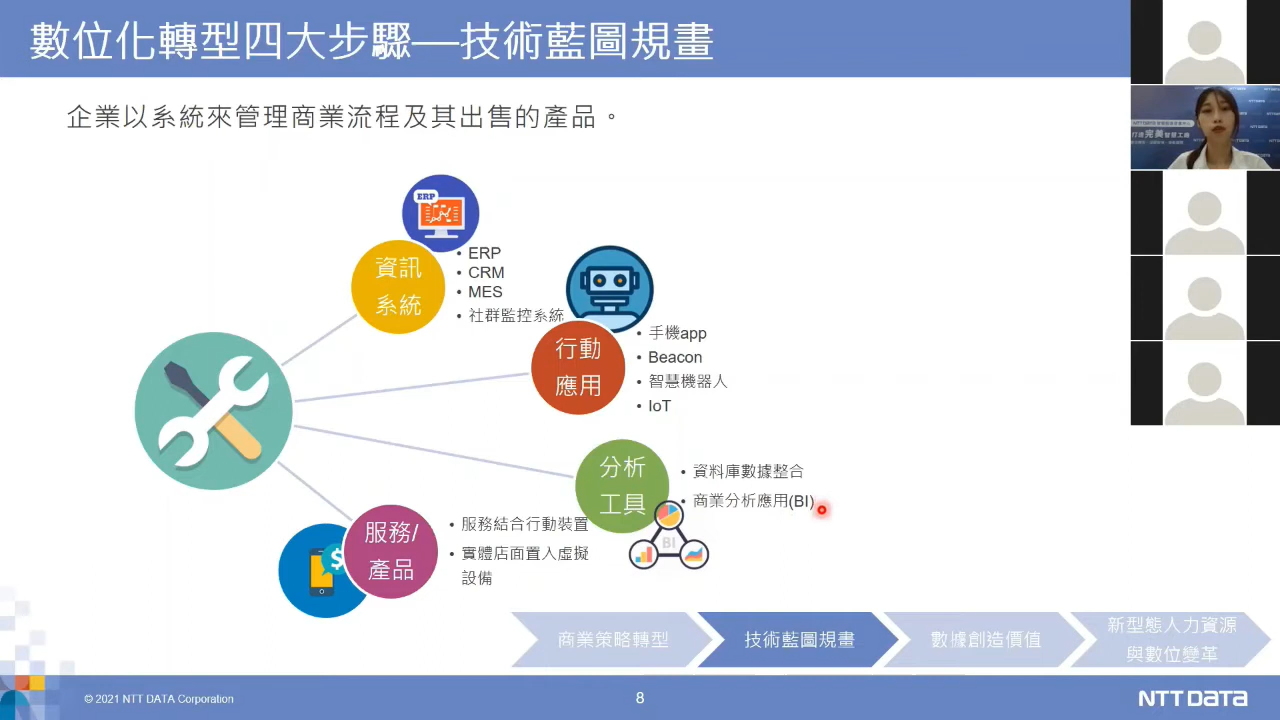 數位化轉型四大步驟—技術藍圖規畫
企業以系統來管理商業流程及其出售的產品。
ERP
資訊
系統
• ERP
• CRM
• MES
• 社群監控系統
行動
應用
• 手機app
• Beacon
• 智慧機器人
• IoT
分析
工具
• 資料庫數據整合
• 商業分析應用(BI)
BI
服務/
產品
• 服務結合行動裝置
• 實體店面置入虛擬
設備
$
商業策略轉型
技術藍圖規畫
數據創造價值
新型態人力資源
與數位變革
© 2021 NTT DATA Corporation
8
NTT DATA